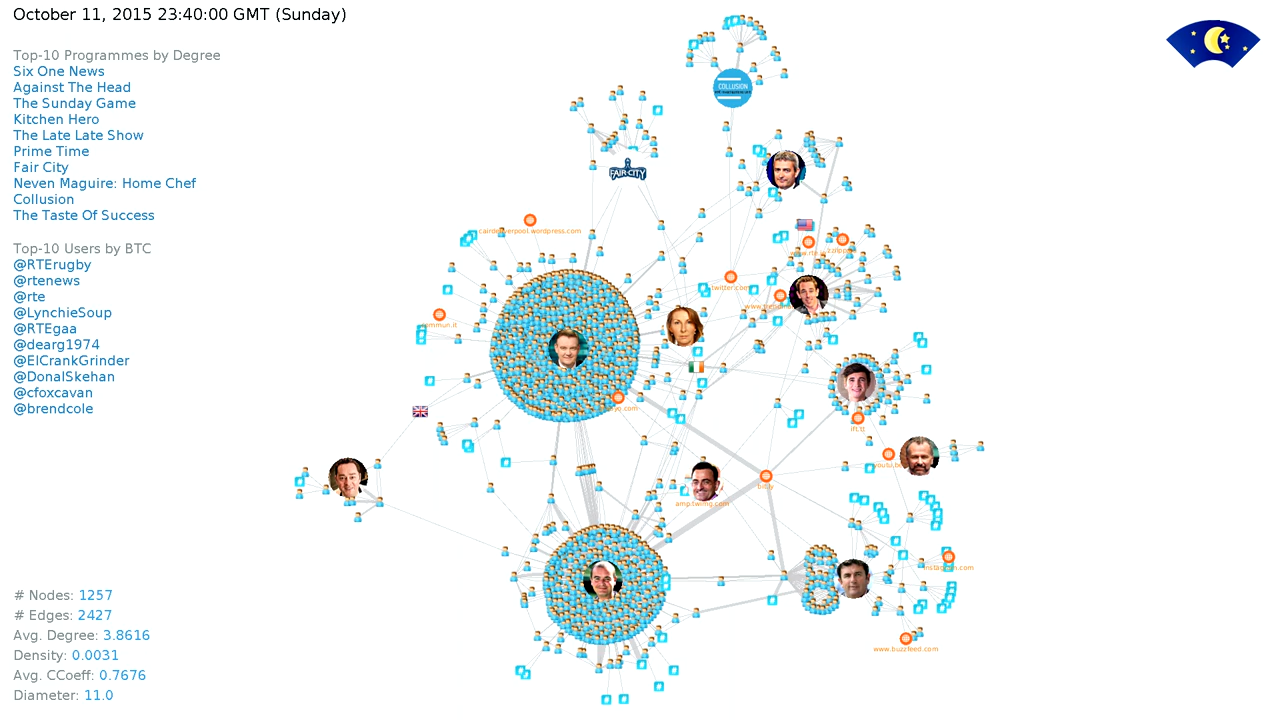 October 11, 2015 23:40:00 GMT (Sunday)
Top-10 Programmes by Degree
Six One News
Against The Head
The Sunday Game
Kitchen Hero
The Late Late Show
Prime Time
Fair City
Neven Maguire: Home Chef
Collusion
The Taste Of Success
Top-10 Users by BTC
@RTErugby
@rtenews
@rte
@LynchieSoup
@RTEgaa
@dearg1974
@ElCrankGrinder
@DonalSkehan
@cfoxcavan
@brendcole
# Nodes: 1257
# Edges: 2427
Avg. Degree: 3.8616
Density: 0.0031
Avg. CCoeff: 0.7676
Diameter: 11.0
COLLUSION
FAIR CITY
twitter.com
amp.twimg.com
bit.ly
ift.tt
instagram.com
www.buzzfeed.com